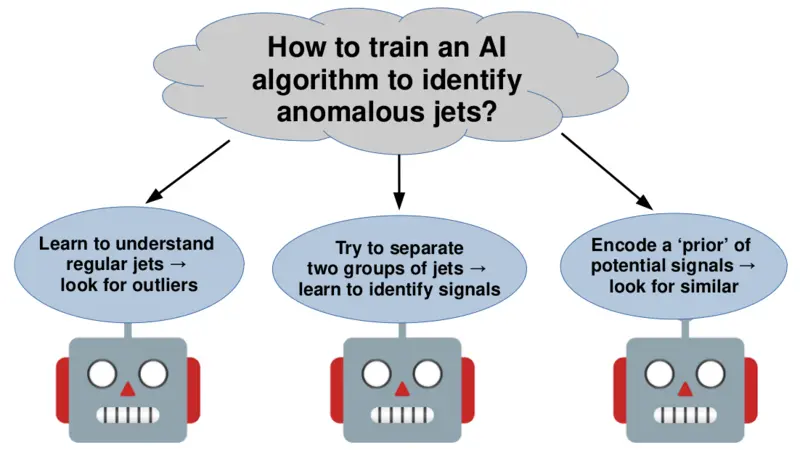 How to train an AI
algorithm to identify
anomalous jets?
Learn to understand
regular jets →
look for outliers
Try to separate
two groups of jets →
learn to identify signals
Encode a ‘prior’ of
potential signals →
look for similar